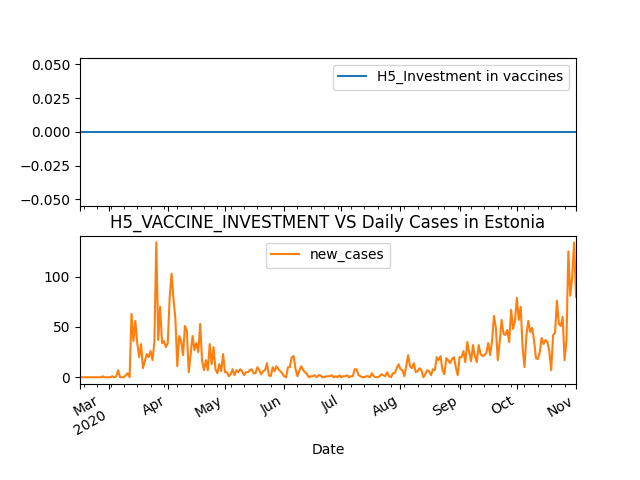 H5_Investment in vaccines
0.050
0.025
0.000
−0.025
−0.050
H5_VACCINE_INVESTMENT VS Daily Cases in Estonia
new_cases
100
50
0
Mar
2020
Apr
May
Jun
Jul
Aug
Sep
Oct
Nov
Date